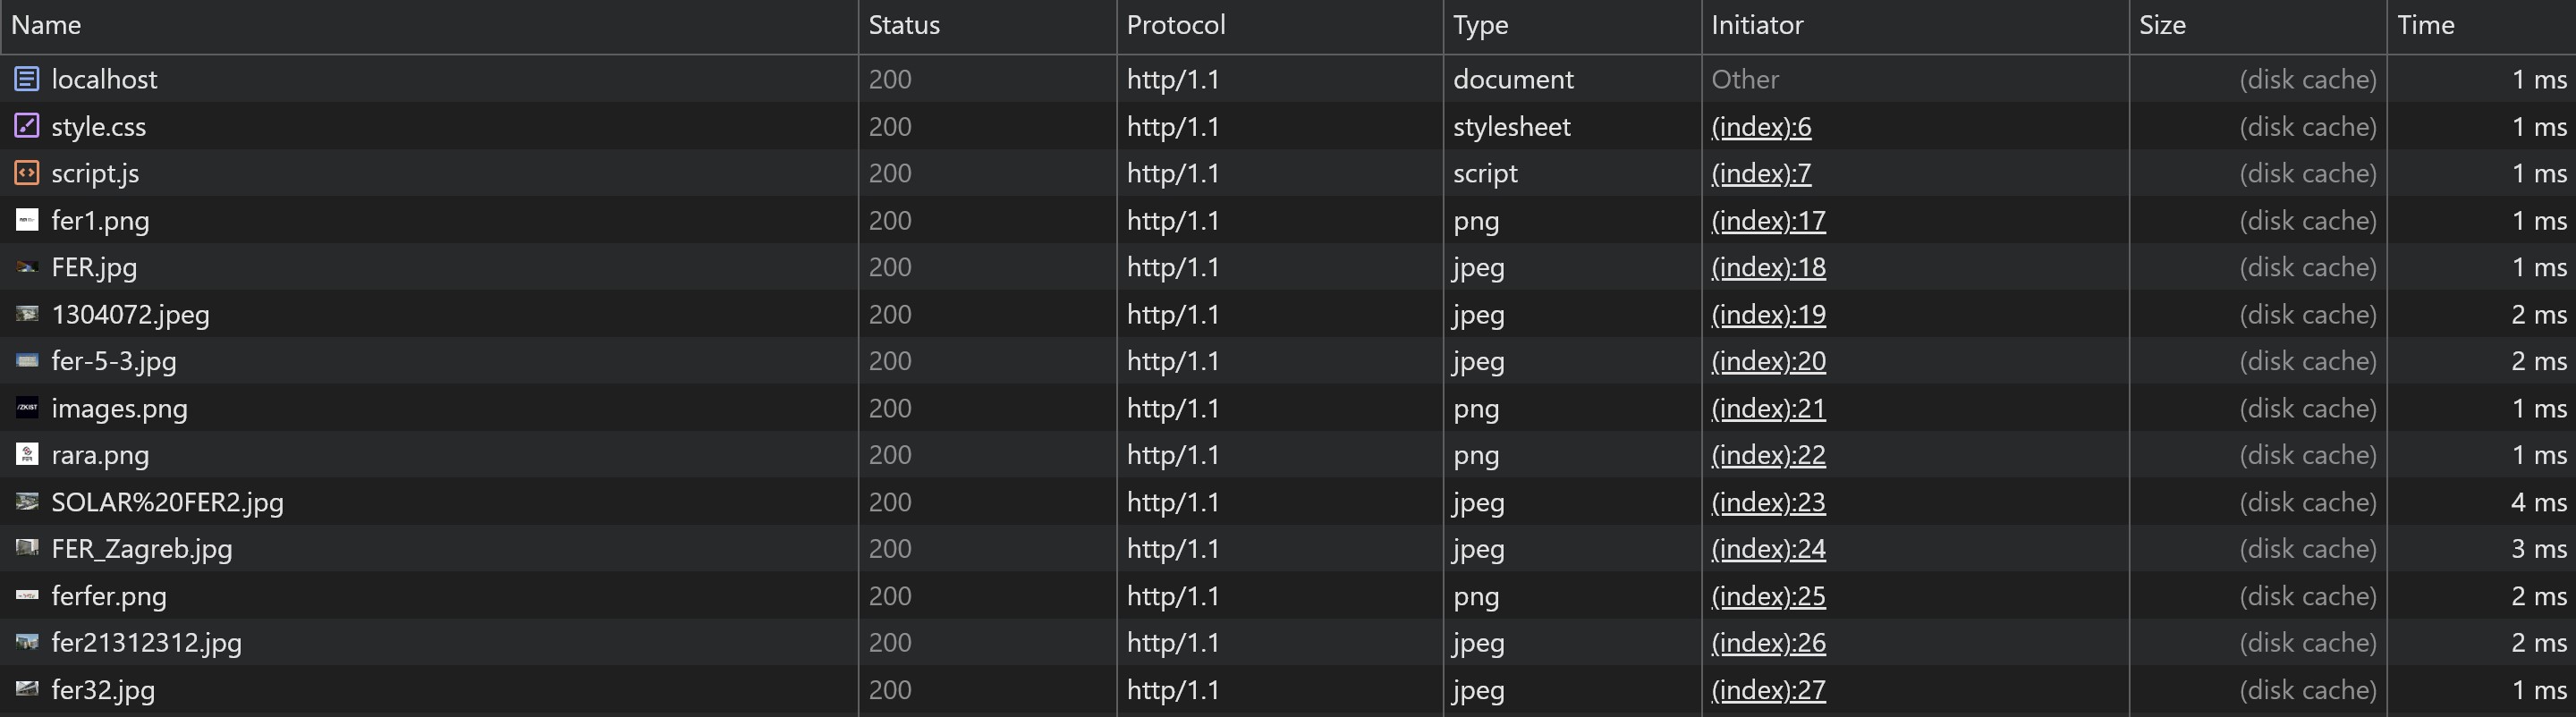 Name Status Protocol Type Initiator Size Time
localhost 200 http/1.1 document Other (disk cache) 1 ms
style.css 200 http/1.1 stylesheet (index):6 (disk cache) 1 ms
script.js 200 http/1.1 script (index):7 (disk cache) 1 ms
fer1.png 200 http/1.1 png (index):17 (disk cache) 1 ms
FER.jpg 200 http/1.1 jpeg (index):18 (disk cache) 1 ms
1304072.jpeg 200 http/1.1 jpeg (index):19 (disk cache) 2 ms
fer-5-3.jpg 200 http/1.1 jpeg (index):20 (disk cache) 2 ms
images.png 200 http/1.1 png (index):21 (disk cache) 1 ms
rara.png 200 http/1.1 png (index):22 (disk cache) 1 ms
SOLAR%20FER2.jpg 200 http/1.1 jpeg (index):23 (disk cache) 4 ms
FER_Zagreb.jpg 200 http/1.1 jpeg (index):24 (disk cache) 3 ms
ferfer.png 200 http/1.1 png (index):25 (disk cache) 2 ms
fer21312312.jpg 200 http/1.1 jpeg (index):26 (disk cache) 2 ms
fer32.jpg 200 http/1.1 jpeg (index):27 (disk cache) 1 ms